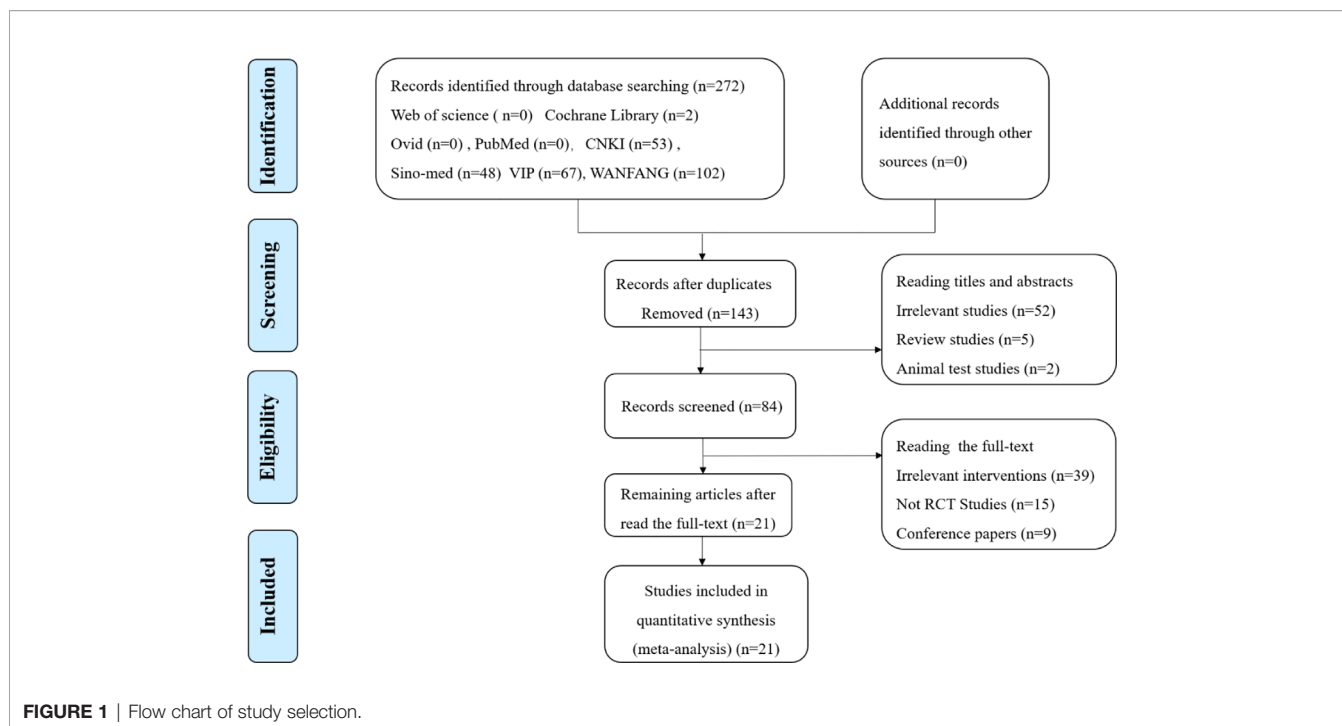 Identification
Records identified through database searching (n=272)
Web of science ( n=0) Cochrane Library (n=2)
Ovid (n=0) , PubMed (n=0), CNKI (n=53) ,
Sino-med (n=48) VIP (n=67), WANFANG (n=102)
Additional records
identified through other
sources (n=0)
Screening
Records after duplicates
Removed (n=143)
Reading titles and abstracts
Irrelevant studies (n=52)
Review studies (n=5)
Animal test studies (n=2)
Eligibility
Records screened (n=84)
Reading the full-text
Irrelevant interventions (n=39)
Not RCT Studies (n=15)
Conference papers (n=9)
Remaining articles after
read the full-text (n=21)
Included
Studies included in
quantitative synthesis
(meta-analysis) (n=21)
FIGURE 1 | Flow chart of study selection.